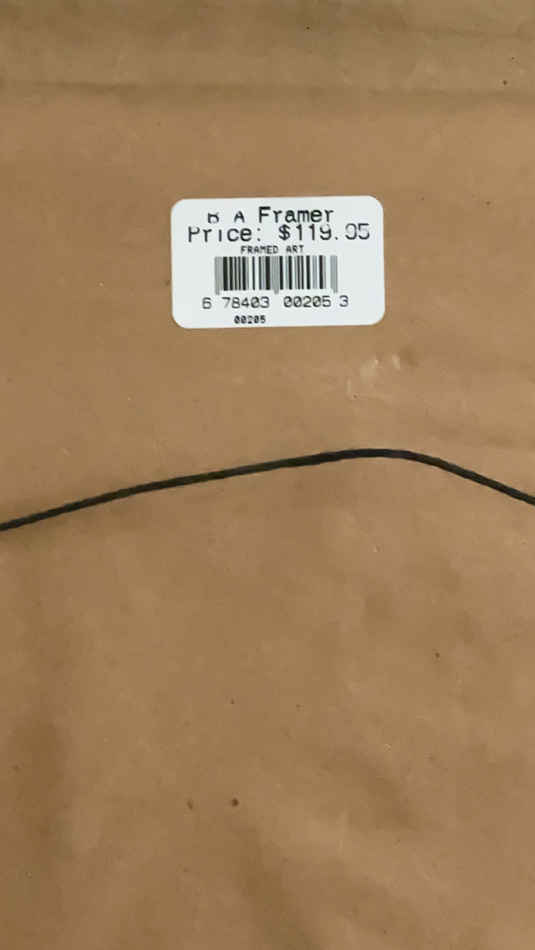 A Framer
Price: $119.95
FRAMED ART
6 78403 00205 3
00205